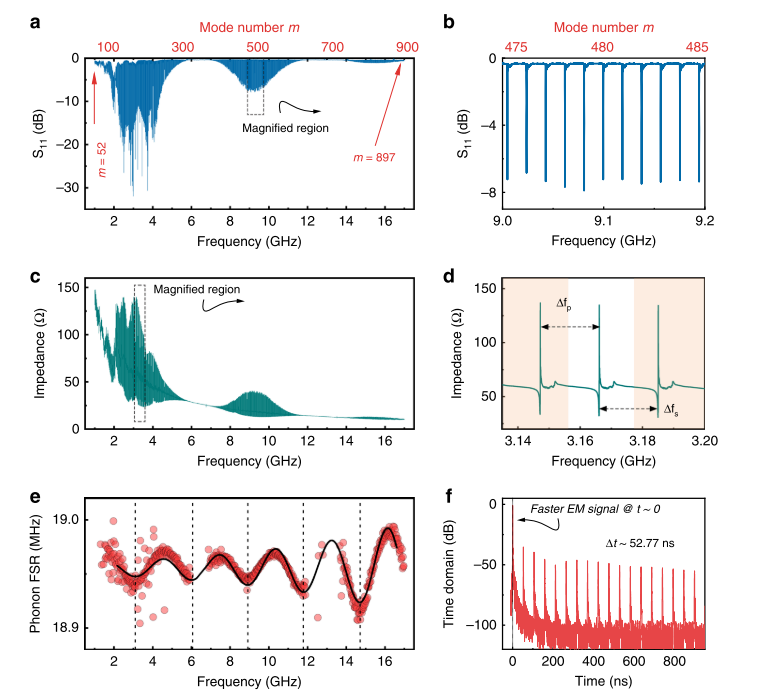 a
Mode number m
100 300 500 700 900
0
−10
−20
−30
S11 (dB)
m = 52
Magnified region
m = 897
2 4 6 8 10 12 14 16
Frequency (GHz)
b
475 480 485
0
−4
−8
S11 (dB)
9.0 9.1 9.2
Frequency (GHz)
c
150
100
50
0
Impedance (Ω)
Magnified region
2 4 6 8 10 12 14 16
Frequency (GHz)
d
150
100
50
Impedance (Ω)
Δfp
Δfs
3.14 3.16 3.18 3.20
Frequency (GHz)
e
19.0
18.9
Phonon FSR (MHz)
2 4 6 8 10 12 14 16
Frequency (GHz)
f
0
−50
−100
Time domain (dB)
Faster EM signal @ t ~ 0
Δt ~ 52.77 ns
0 200 400 600 800
Time (ns)